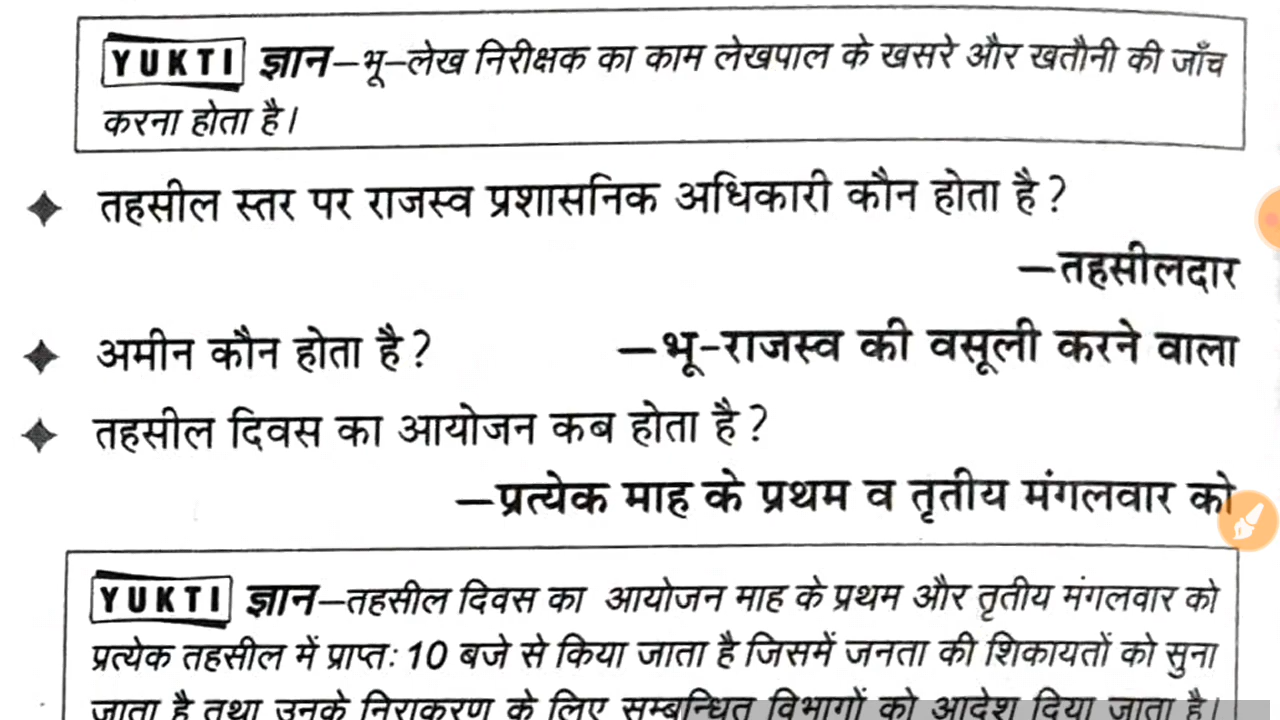 YUKTI ज्ञान–भू–लेख निरीक्षक का काम लेखपाल के खसरे और खतौनी की जाँच
करना होता है।
तहसील स्तर पर राजस्व प्रशासनिक अधिकारी कौन होता है?
–तहसीलदार
अमीन कौन होता है? –भू-राजस्व की वसूली करने वाला
तहसील दिवस का आयोजन कब होता है?
–प्रत्येक माह के प्रथम व तृतीय मंगलवार को
YUKTI ज्ञान–तहसील दिवस का आयोजन माह के प्रथम और तृतीय मंगलवार को
प्रत्येक तहसील में प्राप्त: 10 बजे से किया जाता है जिसमें जनता की शिकायतों को सुना
जाता है तथा उनके निराकरण के लिए सम्बन्धित विभागों को आदेश दिया जाता है।